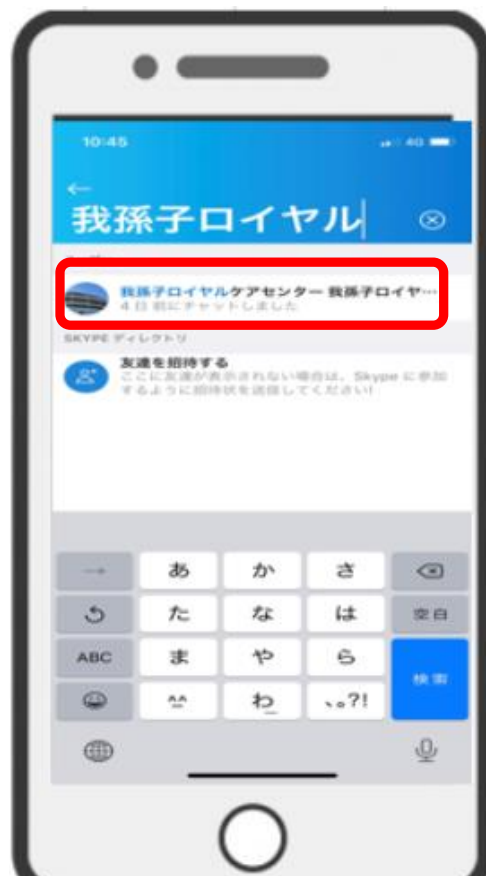 10:45
4G
我孫子ロイヤル
我孫子ロイヤルケアセンター 我孫子ロイヤ…
4 日前にチャットしました
SKYPE ディレクトリ
友達を招待する
ここに友達が表示されない場合は、Skype に参加
するように招待状を送信してください!
→ あ か さ
た な は 空白
ABC ま や ら 検索
^^ わ_ 、。?!